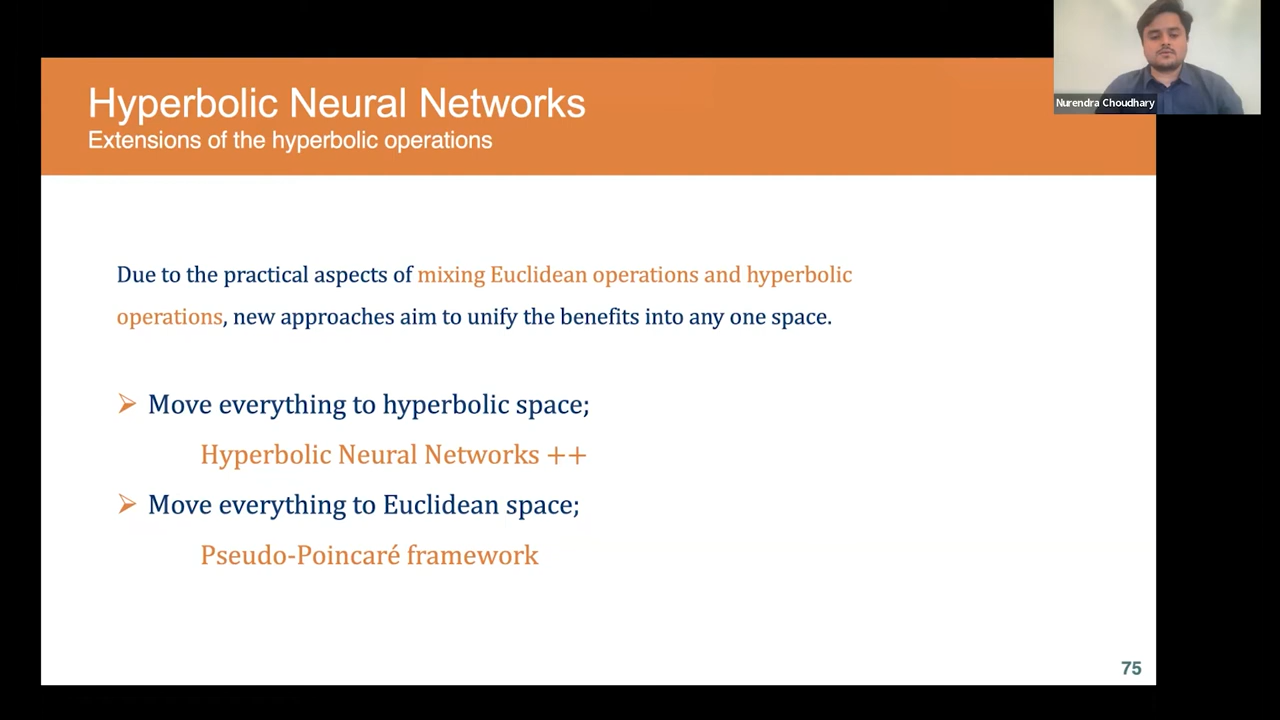 Hyperbolic Neural Networks
Extensions of the hyperbolic operations
Nurendra Choudhary
Due to the practical aspects of mixing Euclidean operations and hyperbolic
operations, new approaches aim to unify the benefits into any one space.
➢ Move everything to hyperbolic space;
Hyperbolic Neural Networks ++
➢ Move everything to Euclidean space;
Pseudo-Poincaré framework
75